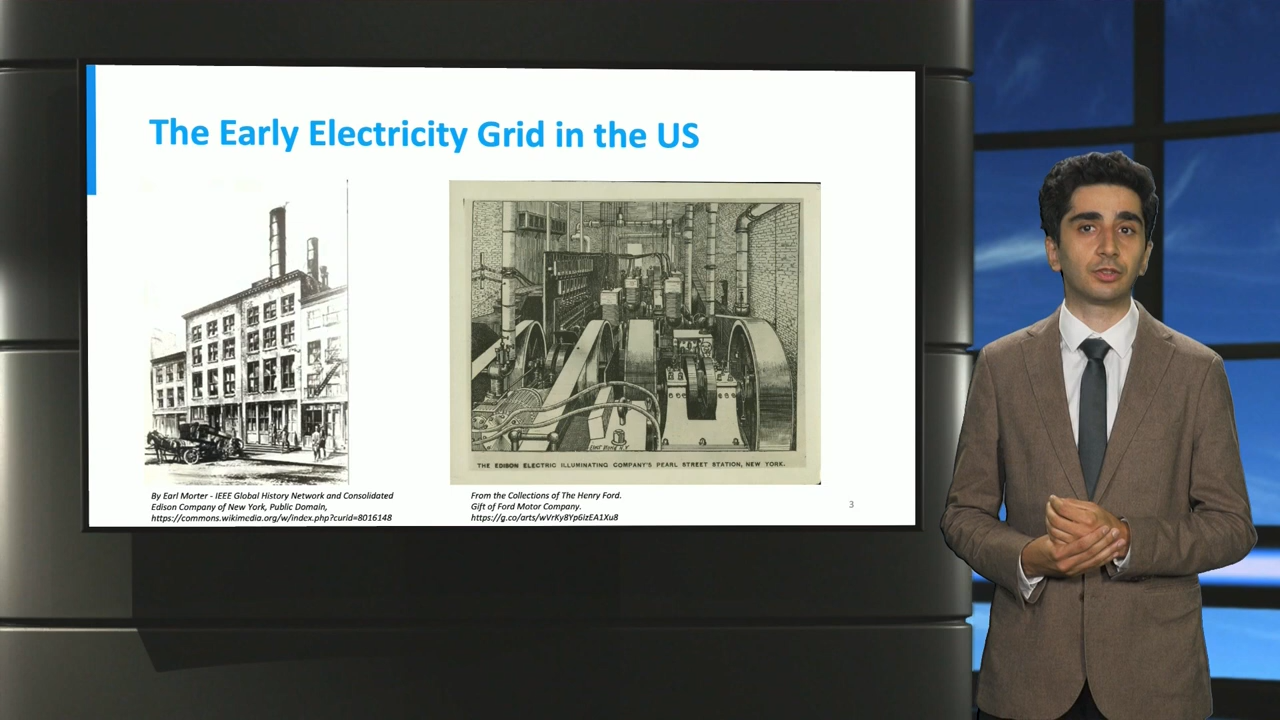 The Early Electricity Grid in the US
THE EDISON ELECTRIC ILLUMINATING COMPANY'S PEARL STREET STATION, NEW YORK.
By Earl Morter - IEEE Global History Network and Consolidated
Edison Company of New York, Public Domain,
https://commons.wikimedia.org/w/index.php?curid=8016148
From the Collections of The Henry Ford.
Gift of Ford Motor Company.
https://g.co/arts/wVrKy8Yp6izEA1Xu8
3